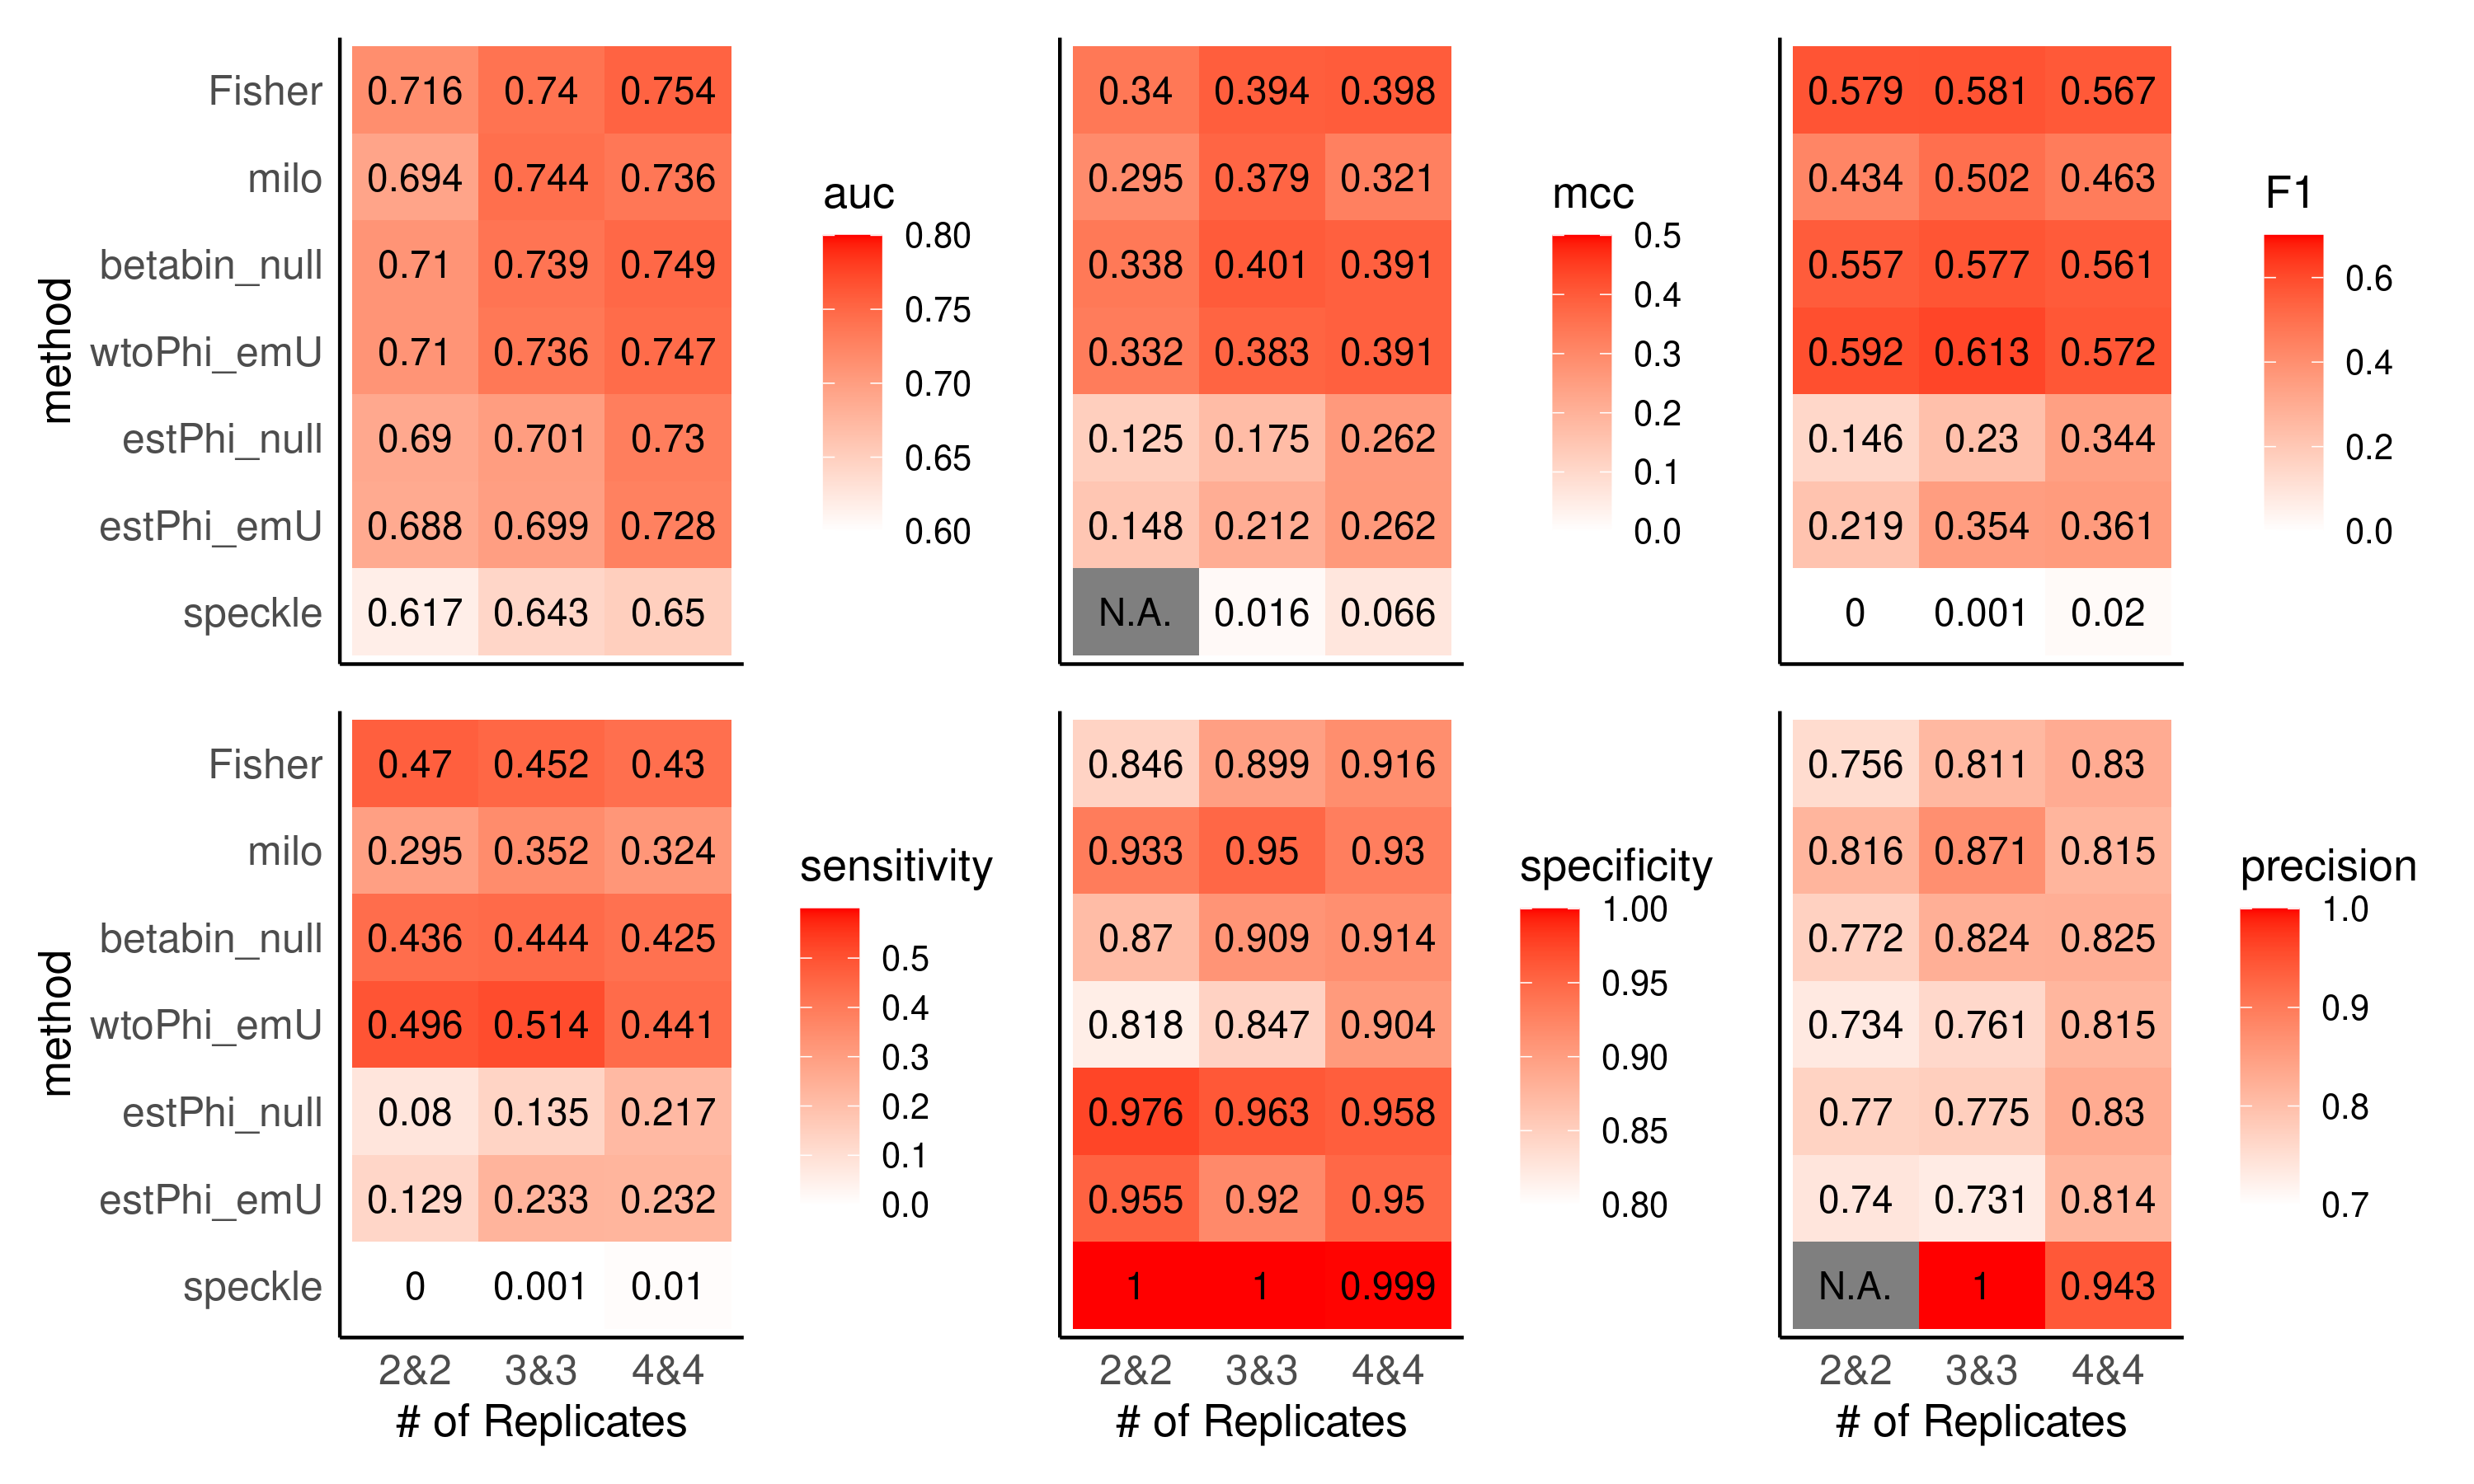 Fisher 0.716 0.74 0.754
milo 0.694 0.744 0.736
betabin_null 0.71 0.739 0.749
wtoPhi_emU 0.71 0.736 0.747
estPhi_null 0.69 0.701 0.73
estPhi_emU 0.688 0.699 0.728
speckle 0.617 0.643 0.65
method
auc
0.80
0.75
0.70
0.65
0.60
0.34 0.394 0.398
0.295 0.379 0.321
0.338 0.401 0.391
0.332 0.383 0.391
0.125 0.175 0.262
0.148 0.212 0.262
N.A. 0.016 0.066
mcc
0.5
0.4
0.3
0.2
0.1
0.0
0.579 0.581 0.567
0.434 0.502 0.463
0.557 0.577 0.561
0.592 0.613 0.572
0.146 0.23 0.344
0.219 0.354 0.361
0 0.001 0.02
F1
0.6
0.4
0.2
0.0
Fisher 0.47 0.452 0.43
milo 0.295 0.352 0.324
betabin_null 0.436 0.444 0.425
wtoPhi_emU 0.496 0.514 0.441
estPhi_null 0.08 0.135 0.217
estPhi_emU 0.129 0.233 0.232
speckle 0 0.001 0.01
method
2&2 3&3 4&4
# of Replicates
sensitivity
0.5
0.4
0.3
0.2
0.1
0.0
0.846 0.899 0.916
0.933 0.95 0.93
0.87 0.909 0.914
0.818 0.847 0.904
0.976 0.963 0.958
0.955 0.92 0.95
1 1 0.999
2&2 3&3 4&4
# of Replicates
specificity
1.00
0.95
0.90
0.85
0.80
0.756 0.811 0.83
0.816 0.871 0.815
0.772 0.824 0.825
0.734 0.761 0.815
0.77 0.775 0.83
0.74 0.731 0.814
N.A. 1 0.943
2&2 3&3 4&4
# of Replicates
precision
1.0
0.9
0.8
0.7